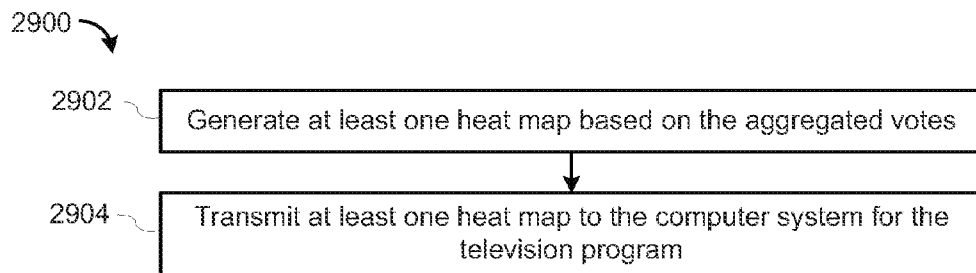 2900
2902
Generate at least one heat map based on the aggregated votes
2904
Transmit at least one heat map to the computer system for the
television program